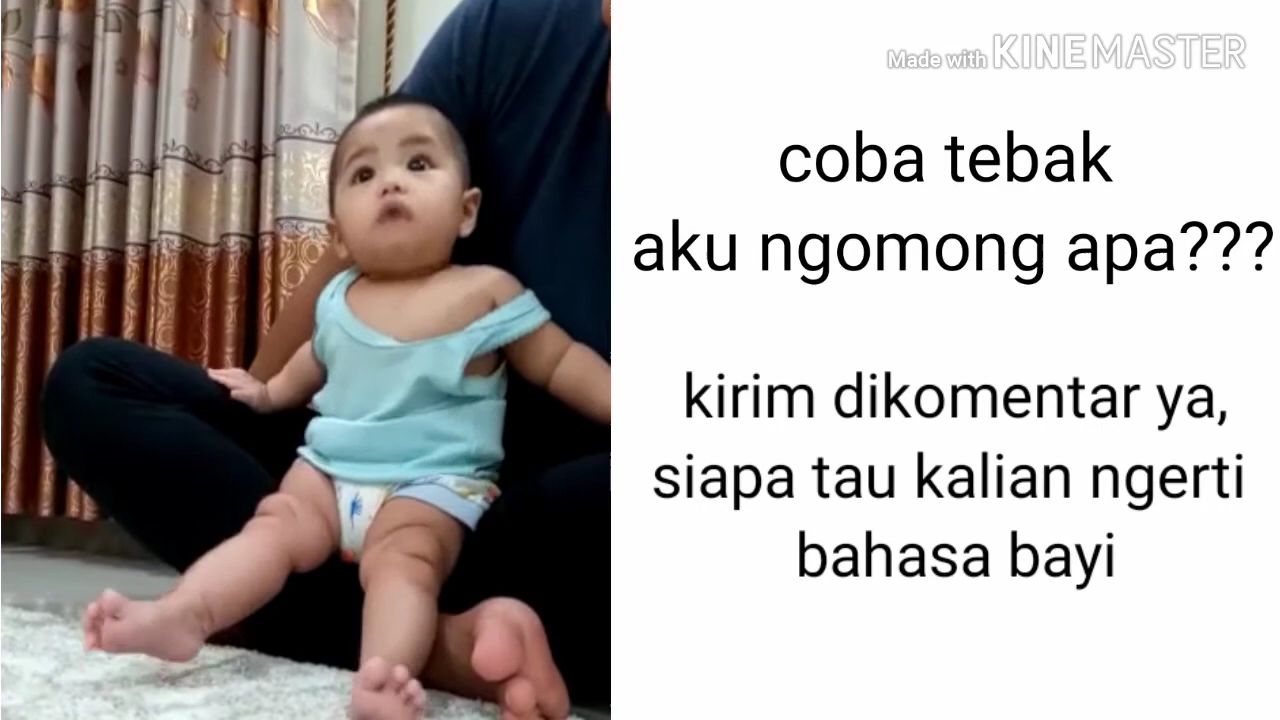 Made with KINEMASTER
coba tebak
aku ngomong apa???
kirim dikomentar ya,
siapa tau kalian ngerti
bahasa bayi